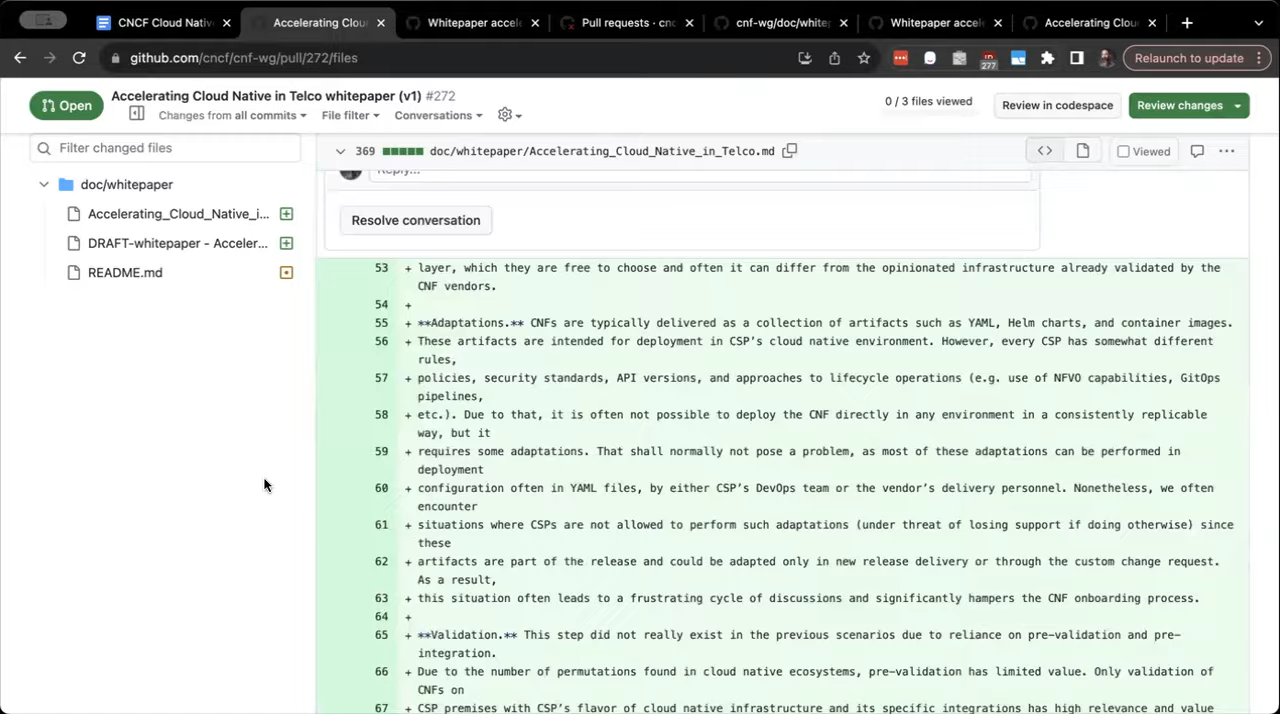 CNCF Cloud Nativ
Accelerating Clou
Whitepaper accel
Pull requests · cnc
cnf-wg/doc/white
Whitepaper accel
Accelerating Clou
github.com/cncf/cnf-wg/pull/272/files
277
Relaunch to update
Open
Accelerating Cloud Native in Telco whitepaper (v1) #272
Changes from all commits
File filter
Conversations
0 / 3 files viewed
Review in codespace
Review changes
Filter changed files
doc/whitepaper
Accelerating_Cloud_Native_i...
DRAFT-whitepaper - Acceler...
README.md
369 doc/whitepaper/Accelerating_Cloud_Native_in_Telco.md
Viewed
Reply...
Resolve conversation
53 + layer, which they are free to choose and often it can differ from the opinionated infrastructure already validated by the
CNF vendors.
54 +
55 + **Adaptations.** CNFs are typically delivered as a collection of artifacts such as YAML, Helm charts, and container images.
56 + These artifacts are intended for deployment in CSP’s cloud native environment. However, every CSP has somewhat different
rules,
57 + policies, security standards, API versions, and approaches to lifecycle operations (e.g. use of NFVO capabilities, GitOps
pipelines,
58 + etc.). Due to that, it is often not possible to deploy the CNF directly in any environment in a consistently replicable
way, but it
59 + requires some adaptations. That shall normally not pose a problem, as most of these adaptations can be performed in
deployment
60 + configuration often in YAML files, by either CSP’s DevOps team or the vendor’s delivery personnel. Nonetheless, we often
encounter
61 + situations where CSPs are not allowed to perform such adaptations (under threat of losing support if doing otherwise) since
these
62 + artifacts are part of the release and could be adapted only in new release delivery or through the custom change request.
As a result,
63 + this situation often leads to a frustrating cycle of discussions and significantly hampers the CNF onboarding process.
64 +
65 + **Validation.** This step did not really exist in the previous scenarios due to reliance on pre-validation and pre-
integration.
66 + Due to the number of permutations found in cloud native ecosystems, pre-validation has limited value. Only validation of
CNFs on
67 + CSP premises with CSP’s flavor of cloud native infrastructure and its specific integrations has high relevance and value